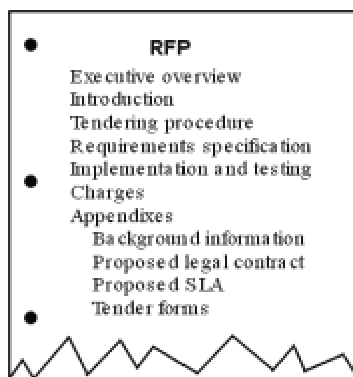 RFP
Executive overview
Introduction
Tendering procedure
Requirements specification
Implementation and testing
Charges
Appendixes
Background information
Proposed legal contract
Proposed SLA
Tender forms